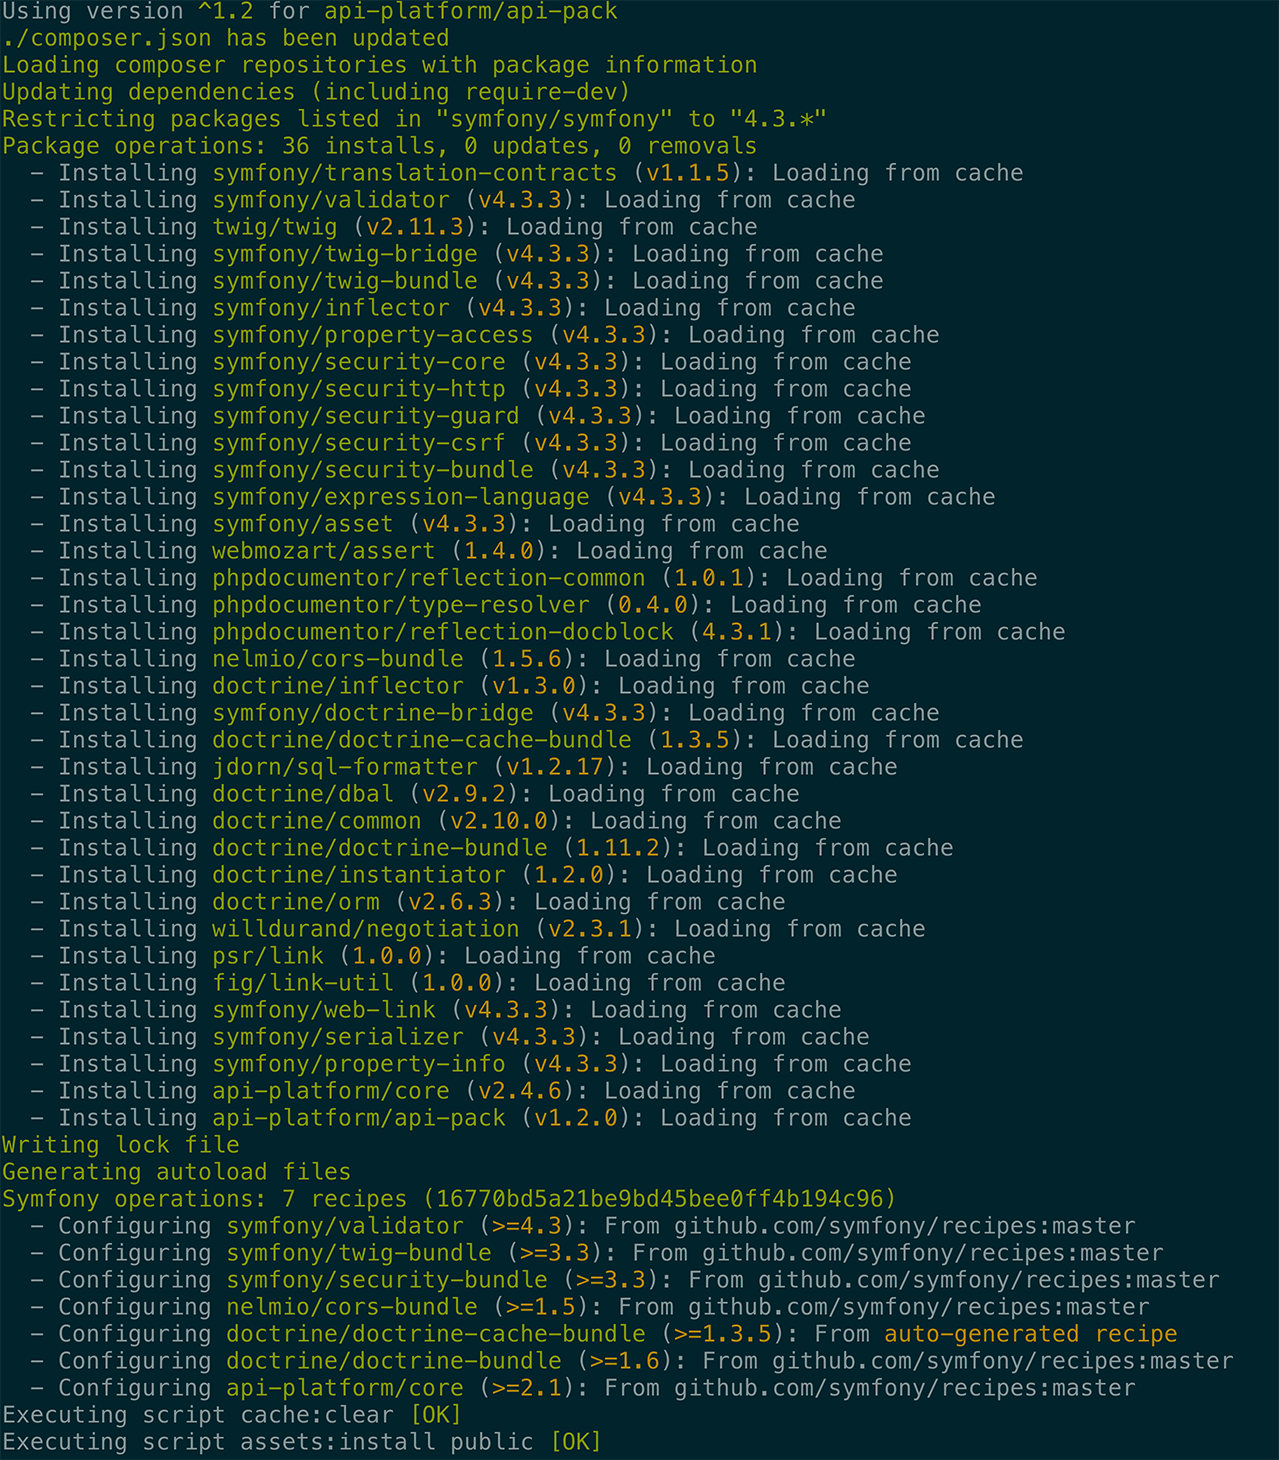 Using version ^1.2 for api-platform/api-pack
./composer.json has been updated
Loading composer repositories with package information
Updating dependencies (including require-dev)
Restricting packages listed in "symfony/symfony" to "4.3.*"
Package operations: 36 installs, 0 updates, 0 removals
  - Installing symfony/translation-contracts (v1.1.5): Loading from cache
  - Installing symfony/validator (v4.3.3): Loading from cache
  - Installing twig/twig (v2.11.3): Loading from cache
  - Installing symfony/twig-bridge (v4.3.3): Loading from cache
  - Installing symfony/twig-bundle (v4.3.3): Loading from cache
  - Installing symfony/inflector (v4.3.3): Loading from cache
  - Installing symfony/property-access (v4.3.3): Loading from cache
  - Installing symfony/security-core (v4.3.3): Loading from cache
  - Installing symfony/security-http (v4.3.3): Loading from cache
  - Installing symfony/security-guard (v4.3.3): Loading from cache
  - Installing symfony/security-csrf (v4.3.3): Loading from cache
  - Installing symfony/security-bundle (v4.3.3): Loading from cache
  - Installing symfony/expression-language (v4.3.3): Loading from cache
  - Installing symfony/asset (v4.3.3): Loading from cache
  - Installing webmozart/assert (1.4.0): Loading from cache
  - Installing phpdocumentor/reflection-common (1.0.1): Loading from cache
  - Installing phpdocumentor/type-resolver (0.4.0): Loading from cache
  - Installing phpdocumentor/reflection-docblock (4.3.1): Loading from cache
  - Installing nelmio/cors-bundle (1.5.6): Loading from cache
  - Installing doctrine/inflector (v1.3.0): Loading from cache
  - Installing symfony/doctrine-bridge (v4.3.3): Loading from cache
  - Installing doctrine/doctrine-cache-bundle (1.3.5): Loading from cache
  - Installing jdorn/sql-formatter (v1.2.17): Loading from cache
  - Installing doctrine/dbal (v2.9.2): Loading from cache
  - Installing doctrine/common (v2.10.0): Loading from cache
  - Installing doctrine/doctrine-bundle (1.11.2): Loading from cache
  - Installing doctrine/instantiator (1.2.0): Loading from cache
  - Installing doctrine/orm (v2.6.3): Loading from cache
  - Installing willdurand/negotiation (v2.3.1): Loading from cache
  - Installing psr/link (1.0.0): Loading from cache
  - Installing fig/link-util (1.0.0): Loading from cache
  - Installing symfony/web-link (v4.3.3): Loading from cache
  - Installing symfony/serializer (v4.3.3): Loading from cache
  - Installing symfony/property-info (v4.3.3): Loading from cache
  - Installing api-platform/core (v2.4.6): Loading from cache
  - Installing api-platform/api-pack (v1.2.0): Loading from cache
Writing lock file
Generating autoload files
Symfony operations: 7 recipes (16770bd5a21be9bd45bee0ff4b194c96)
  - Configuring symfony/validator (>=4.3): From github.com/symfony/recipes:master
  - Configuring symfony/twig-bundle (>=3.3): From github.com/symfony/recipes:master
  - Configuring symfony/security-bundle (>=3.3): From github.com/symfony/recipes:master
  - Configuring nelmio/cors-bundle (>=1.5): From github.com/symfony/recipes:master
  - Configuring doctrine/doctrine-cache-bundle (>=1.3.5): From auto-generated recipe
  - Configuring doctrine/doctrine-bundle (>=1.6): From github.com/symfony/recipes:master
  - Configuring api-platform/core (>=2.1): From github.com/symfony/recipes:master
Executing script cache:clear [OK]
Executing script assets:install public [OK]